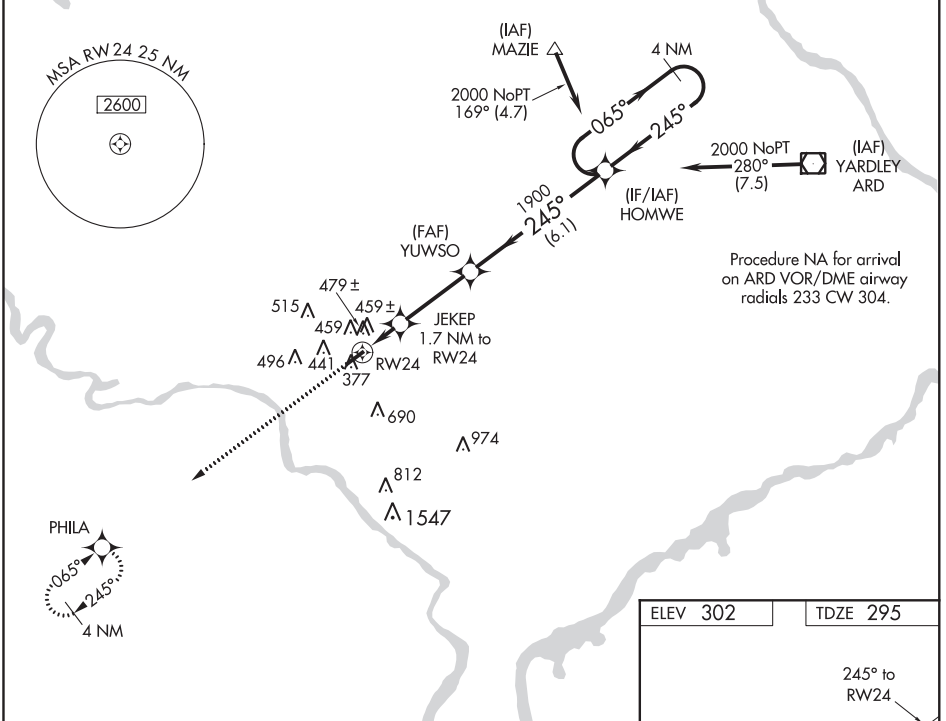 MSA RW 24 25 NM
2600
(IAF)
MAZIE
4 NM
2000 NoPT
169° (4.7)
065°
245°
2000 NoPT
280°
(7.5)
(IAF)
YARDLEY
ARD
(IF/IAF)
HOMWE
1900
245°
(6.1)
(FAF)
YUWSO
Procedure NA for arrival
on ARD VOR/DME airway
radials 233 CW 304.
479±
515
459
459±
JEKEP
1.7 NM to
RW24
496
441
377
RW24
690
974
812
1547
PHILA
065°
245°
4 NM
ELEV 302
TDZE 295
245° to
RW24